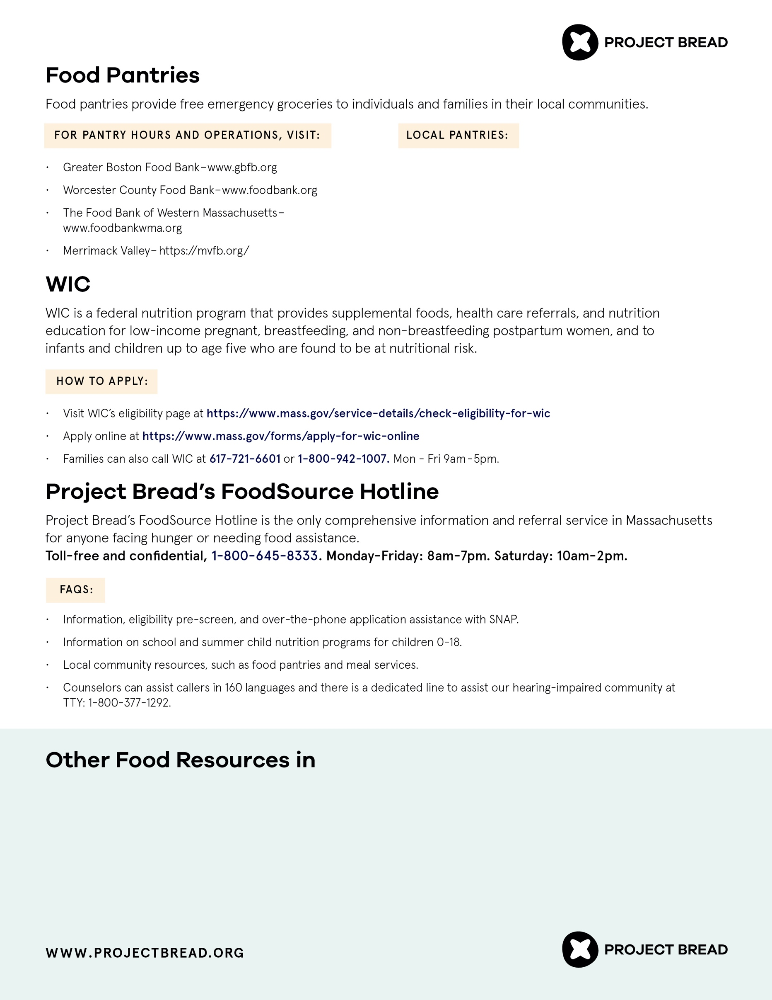 PROJECT BREAD
Food Pantries
Food pantries provide free emergency groceries to individuals and families in their local communities.
FOR PANTRY HOURS AND OPERATIONS, VISIT:
· Greater Boston Food Bank–www.gbfb.org
· Worcester County Food Bank–www.foodbank.org
· The Food Bank of Western Massachusetts–
www.foodbankwma.org
· Merrimack Valley– https://mvfb.org/
LOCAL PANTRIES:
WIC
WIC is a federal nutrition program that provides supplemental foods, health care referrals, and nutrition
education for low-income pregnant, breastfeeding, and non-breastfeeding postpartum women, and to
infants and children up to age five who are found to be at nutritional risk.
HOW TO APPLY:
· Visit WIC’s eligibility page at https://www.mass.gov/service-details/check-eligibility-for-wic
· Apply online at https://www.mass.gov/forms/apply-for-wic-online
· Families can also call WIC at 617-721-6601 or 1-800-942-1007. Mon - Fri 9am-5pm.
Project Bread’s FoodSource Hotline
Project Bread’s FoodSource Hotline is the only comprehensive information and referral service in Massachusetts
for anyone facing hunger or needing food assistance.
Toll-free and confidential, 1-800-645-8333. Monday-Friday: 8am-7pm. Saturday: 10am-2pm.
FAQS:
· Information, eligibility pre-screen, and over-the-phone application assistance with SNAP.
· Information on school and summer child nutrition programs for children 0-18.
· Local community resources, such as food pantries and meal services.
· Counselors can assist callers in 160 languages and there is a dedicated line to assist our hearing-impaired community at
TTY: 1-800-377-1292.
Other Food Resources in
WWW.PROJECTBREAD.ORG
PROJECT BREAD